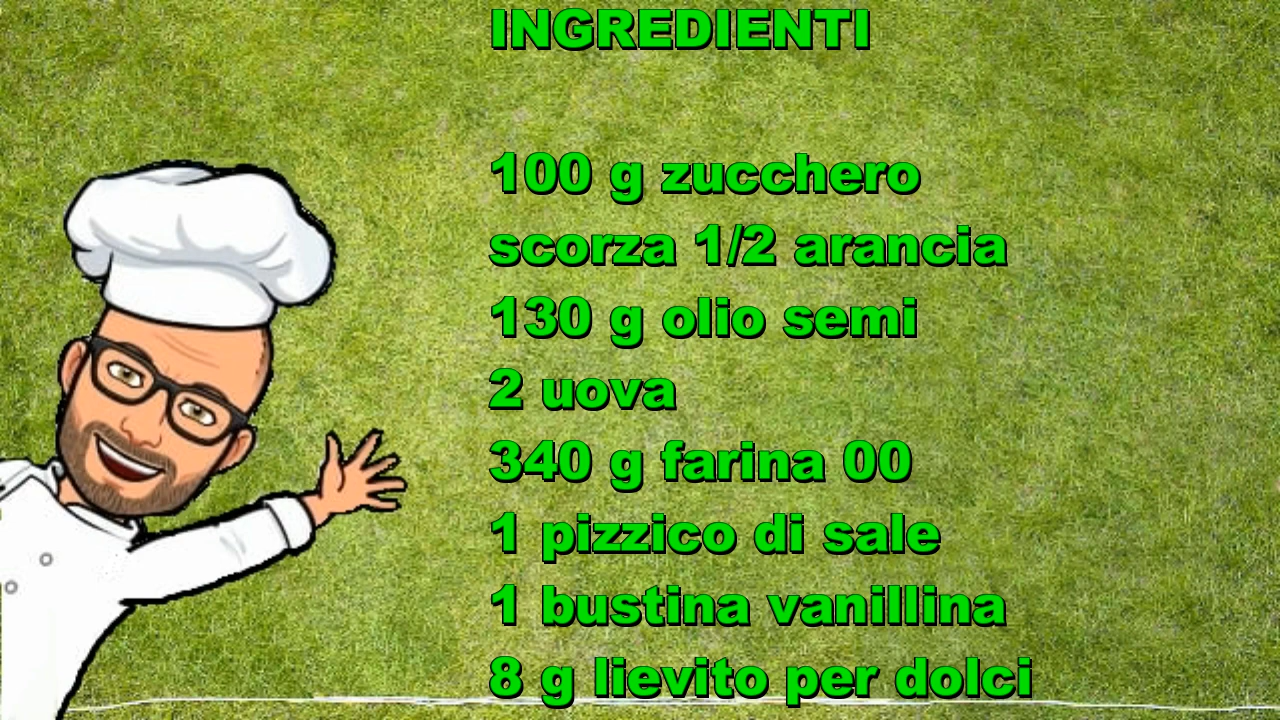 INGREDIENTI
100 g zucchero
scorza 1/2 arancia
130 g olio semi
2 uova
340 g farina 00
1 pizzico di sale
1 bustina vanillina
8 g lievito per dolci